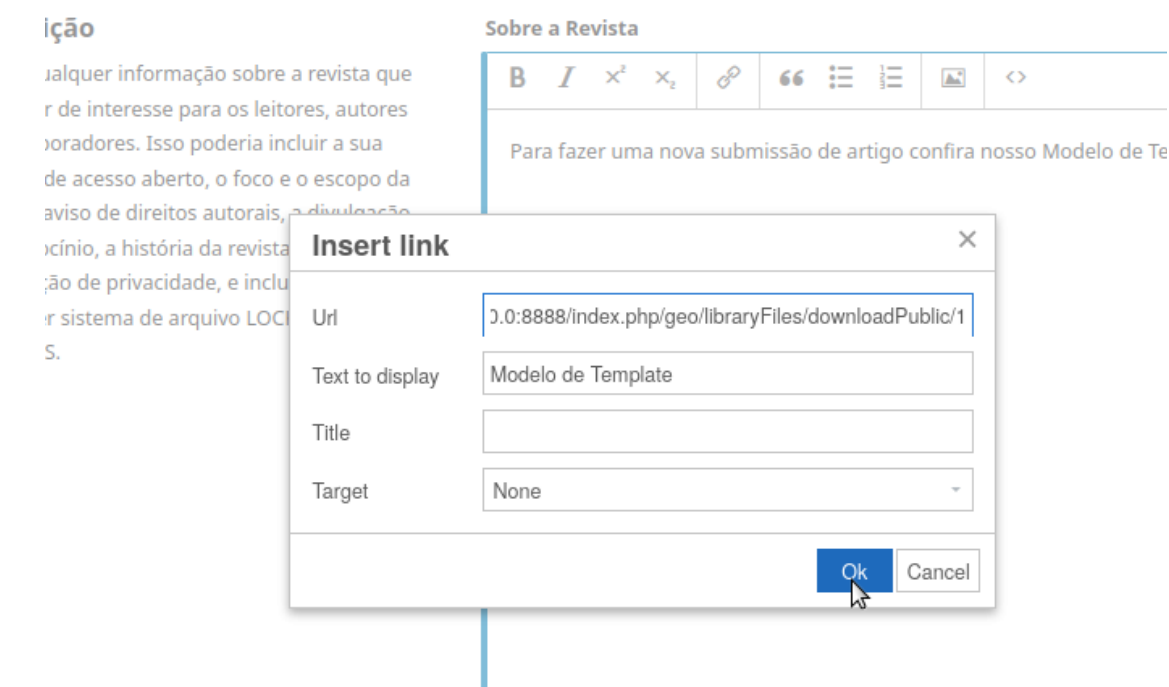 ição
Sobre a Revista
ualquer informação sobre a revista que
r de interesse para os leitores, autores
boradores. Isso poderia incluir a sua
de acesso aberto, o foco e o escopo da
aviso de direitos autorais, a divulgação
ocínio, a história da revista
ção de privacidade, e inclu
er sistema de arquivo LOC
S.
B I x² x₂
Para fazer uma nova submissão de artigo confira nosso Modelo de Te
Insert link
Url
0.0:8888/index.php/geo/libraryFiles/downloadPublic/1
Text to display
Modelo de Template
Title
Target
None
Ok
Cancel